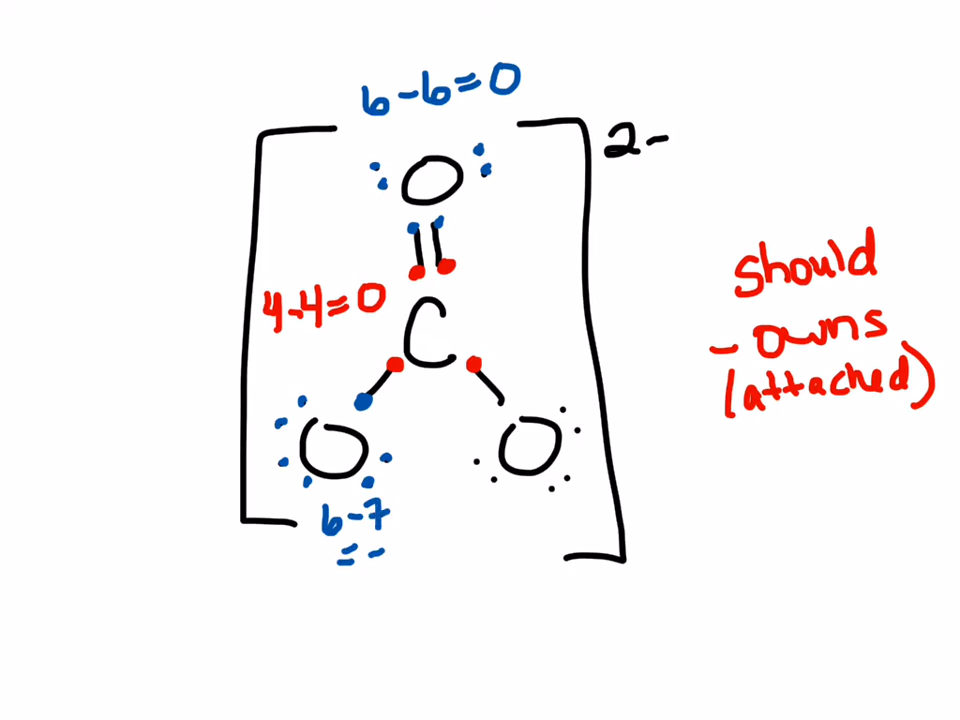 6-6=0
2-
O
4-4=0
C
O
O
6-7
= -
should
- owns
(attached)